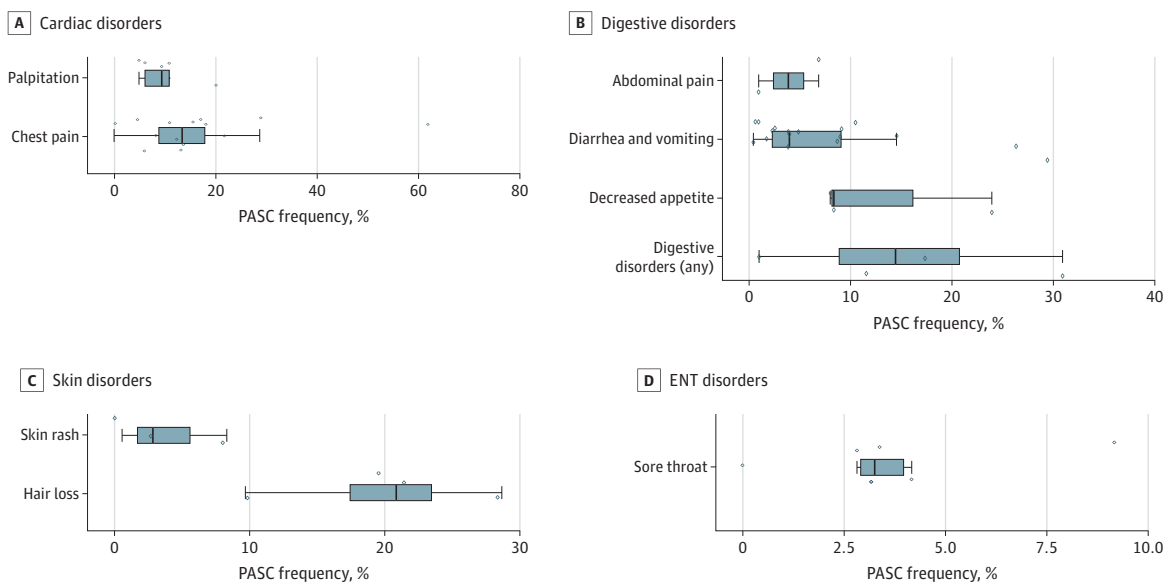 A Cardiac disorders
Palpitation
Chest pain
0 20 40 60 80
PASC frequency, %
B Digestive disorders
Abdominal pain
Diarrhea and vomiting
Decreased appetite
Digestive
disorders (any)
0 10 20 30 40
PASC frequency, %
C Skin disorders
Skin rash
Hair loss
0 10 20 30
PASC frequency, %
D ENT disorders
Sore throat
0 2.5 5.0 7.5 10.0
PASC frequency, %